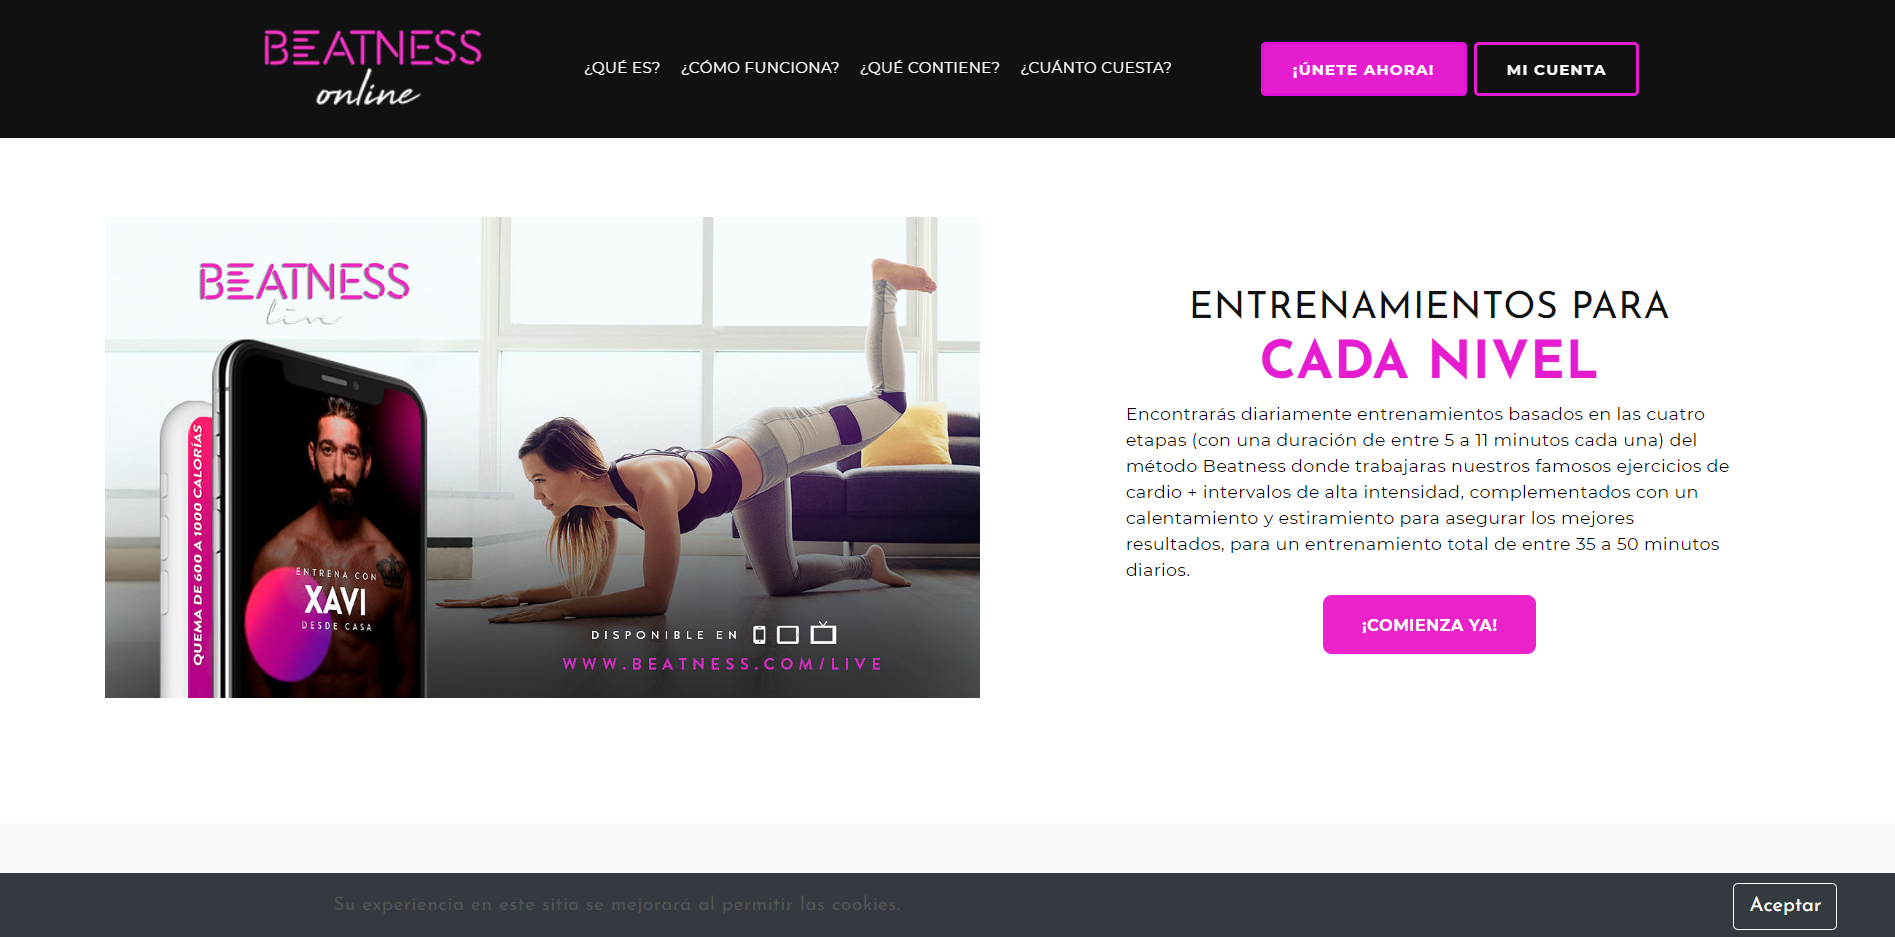 BEATNESS
online
¿QUÉ ES?
¿CÓMO FUNCIONA?
¿QUÉ CONTIENE?
¿CUÁNTO CUESTA?
¡ÚNETE AHORA!
MI CUENTA
BEATNESS
live
QUEMA DE 600 A 1000 CALORÍAS
ENTRENA CON
XAVI
DESDE CASA
DISPONIBLE EN
WWW.BEATNESS.COM/LIVE
ENTRENAMIENTOS PARA
CADA NIVEL
Encontrarás diariamente entrenamientos basados en las cuatro
etapas (con una duración de entre 5 a 11 minutos cada una) del
método Beatness donde trabajaras nuestros famosos ejercicios de
cardio + intervalos de alta intensidad, complementados con un
calentamiento y estiramiento para asegurar los mejores
resultados, para un entrenamiento total de entre 35 a 50 minutos
diarios.
¡COMIENZA YA!
Su experiencia en este sitio se mejorará al permitir las cookies.
Aceptar